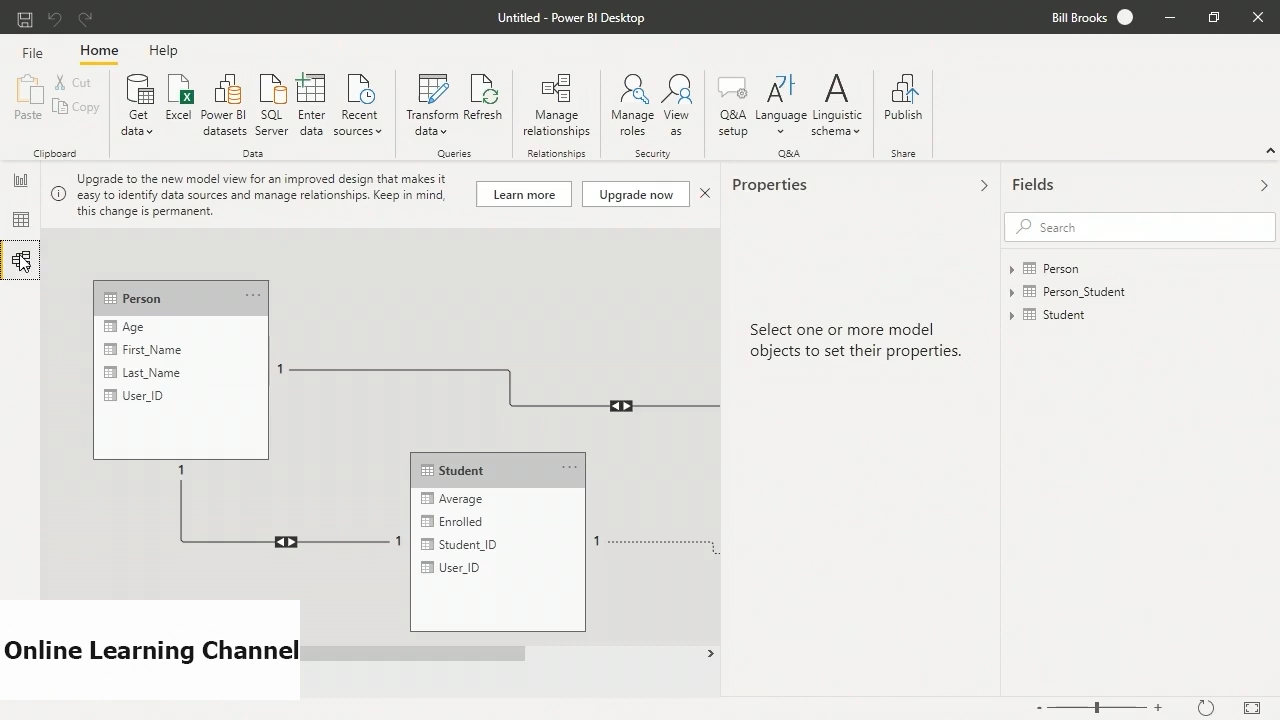 Untitled - Power BI Desktop
Bill Brooks
File
Home
Help
Paste
Cut
Copy
Clipboard
Get data
Excel
Power BI datasets
SQL Server
Enter data
Recent sources
Data
Transform data
Refresh
Queries
Manage relationships
Relationships
Manage roles
View as
Security
Q&A setup
Language
Linguistic schema
Q&A
Publish
Share
Upgrade to the new model view for an improved design that makes it
easy to identify data sources and manage relationships. Keep in mind,
this change is permanent.
Learn more
Upgrade now
Person
Age
First_Name
Last_Name
User_ID
1
1
Student
Average
Enrolled
Student_ID
User_ID
1
1
Properties
Select one or more model
objects to set their properties.
Fields
Search
Person
Person_Student
Student
Online Learning Channel
- +